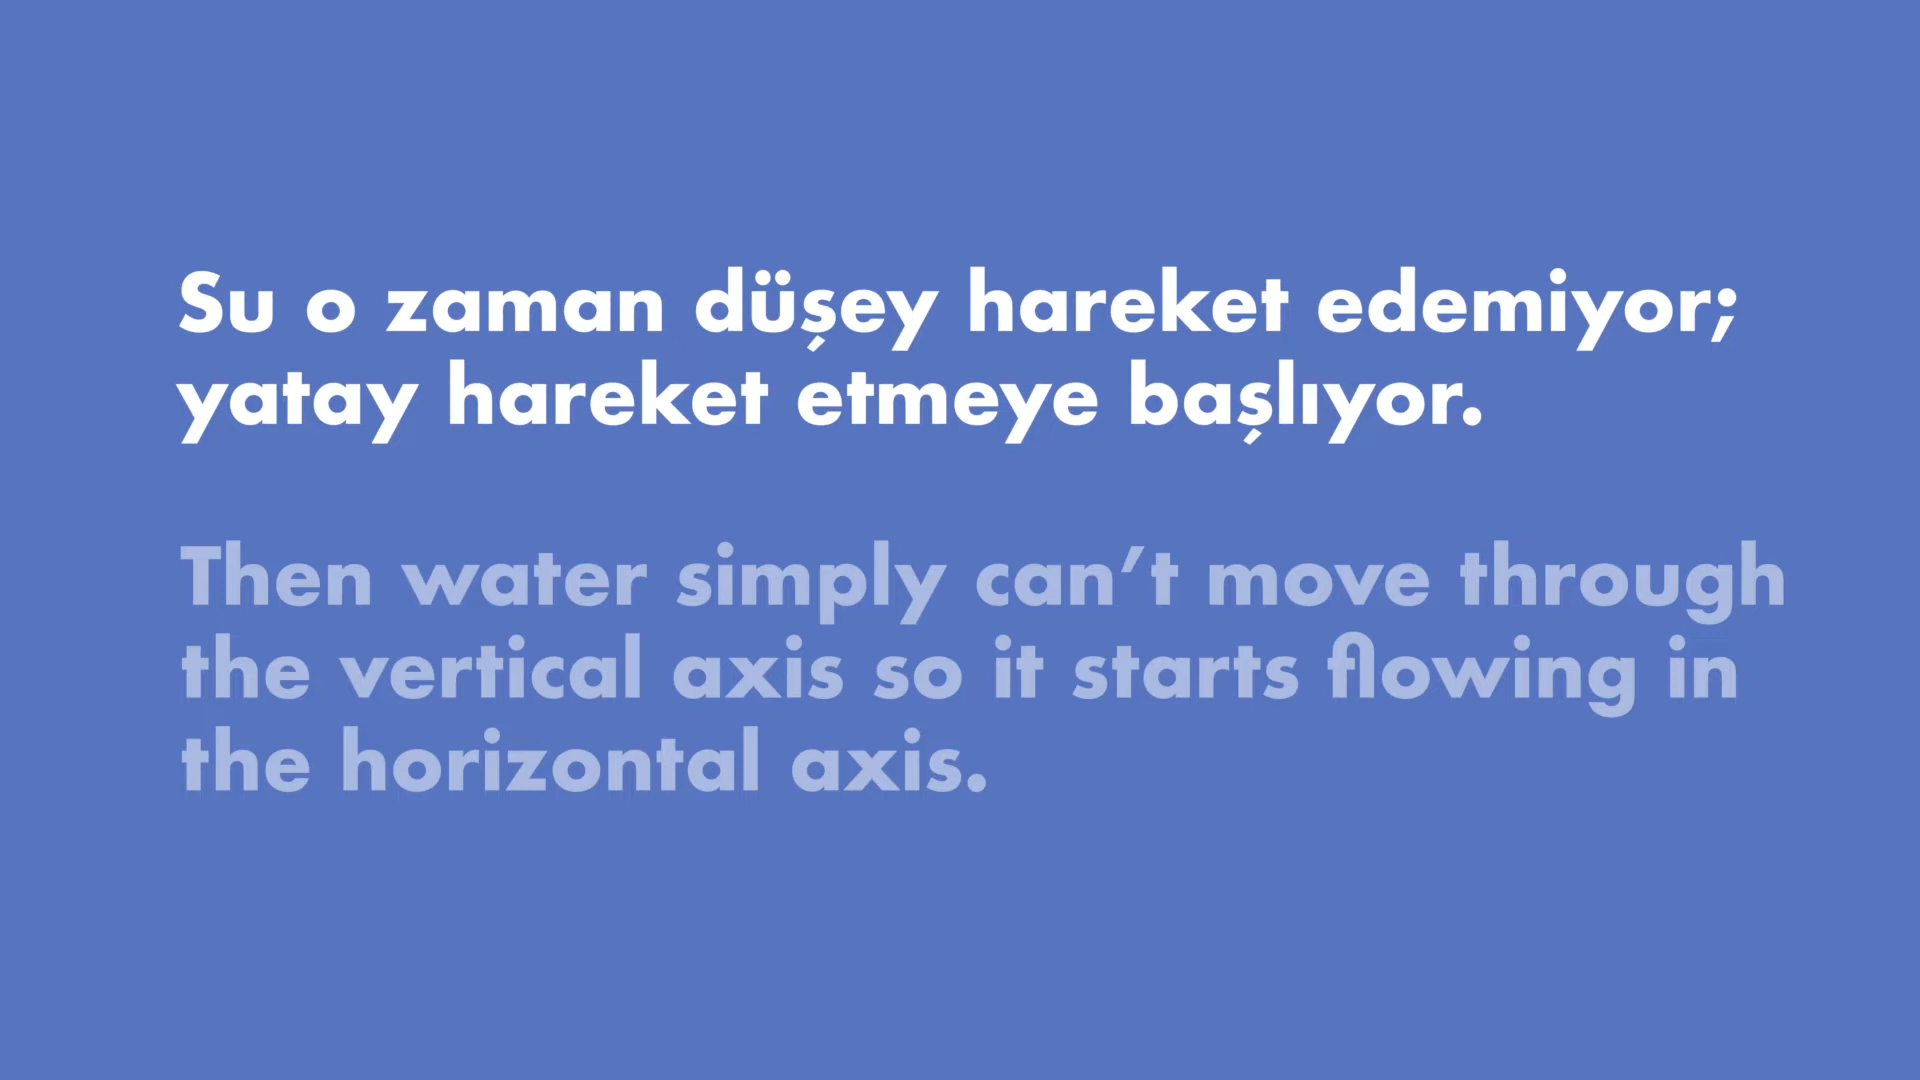 Su o zaman düşey hareket edemiyor;
yatay hareket etmeye başlıyor.
Then water simply can’t move through
the vertical axis so it starts flowing in
the horizontal axis.